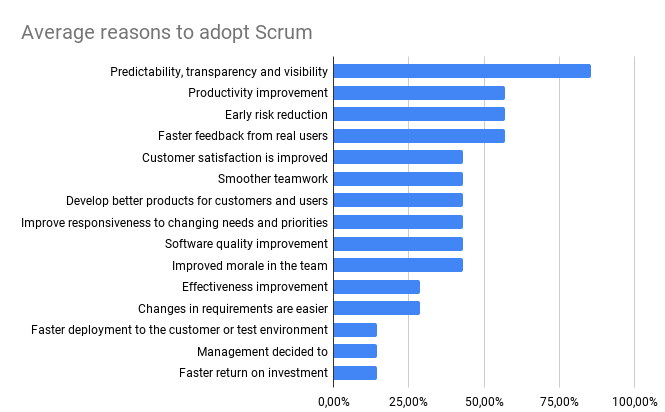 Average reasons to adopt Scrum
Predictability, transparency and visibility
Productivity improvement
Early risk reduction
Faster feedback from real users
Customer satisfaction is improved
Smoother teamwork
Develop better products for customers and users
Improve responsiveness to changing needs and priorities
Software quality improvement
Improved morale in the team
Effectiveness improvement
Changes in requirements are easier
Faster deployment to the customer or test environment
Management decided to
Faster return on investment
0,00% 25,00% 50,00% 75,00% 100,00%